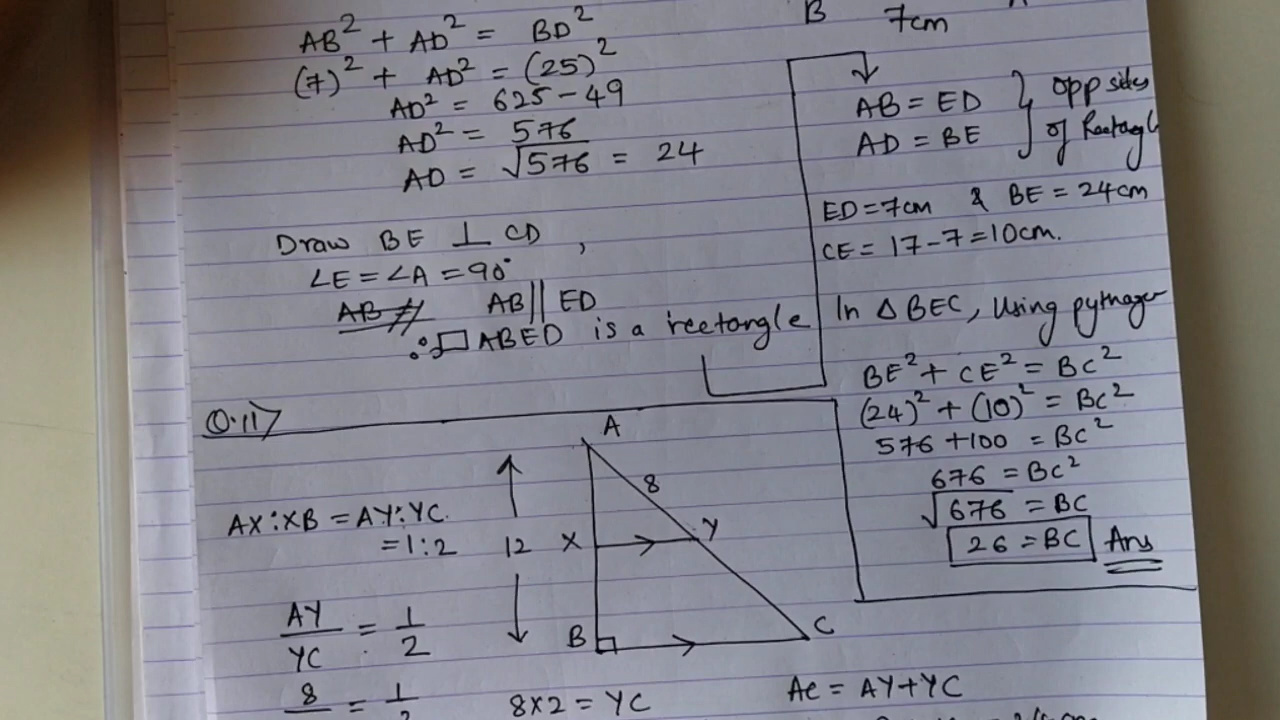 AB² + AD² = BD²
(7)² + AD² = (25)²
AD² = 625 - 49
AD² = 576
AD = √576 = 24
Draw BE ⊥ CD ,
∠E = ∠A = 90°
AB ∦ AB || ED
∴ □ ABED is a rectangle
B 7cm
AB = ED } opp sides
AD = BE } of Rectangl
ED = 7cm & BE = 24cm
CE = 17-7 = 10cm.
In △ BEC, Using pythagor
BE² + CE² = BC²
(24)² + (10)² = BC²
576 + 100 = BC²
676 = BC²
√676 = BC
26 = BC Ans
Q.11>
AX:XB = AY:YC.
= 1:2
A
8
12 X Y
B C
AY/YC = 1/2
8 = 1
8×2 = YC
AC = AY + YC